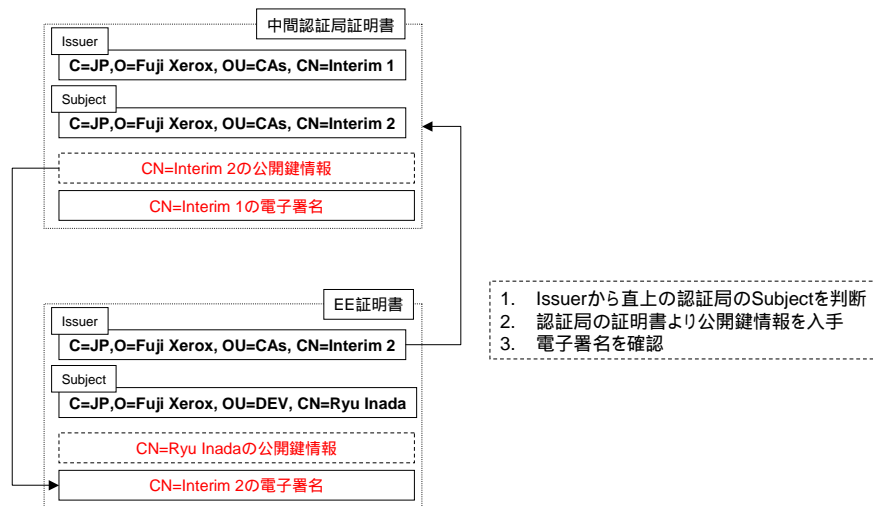 中間認証局証明書
Issuer
C=JP,O=Fuji Xerox, OU=CAs, CN=Interim 1
Subject
C=JP,O=Fuji Xerox, OU=CAs, CN=Interim 2
CN=Interim 2の公開鍵情報
CN=Interim 1の電子署名
EE証明書
Issuer
C=JP,O=Fuji Xerox, OU=CAs, CN=Interim 2
Subject
C=JP,O=Fuji Xerox, OU=DEV, CN=Ryu Inada
CN=Ryu Inadaの公開鍵情報
CN=Interim 2の電子署名
1. Issuerから直上の認証局のSubjectを判断
2. 認証局の証明書より公開鍵情報を入手
3. 電子署名を確認